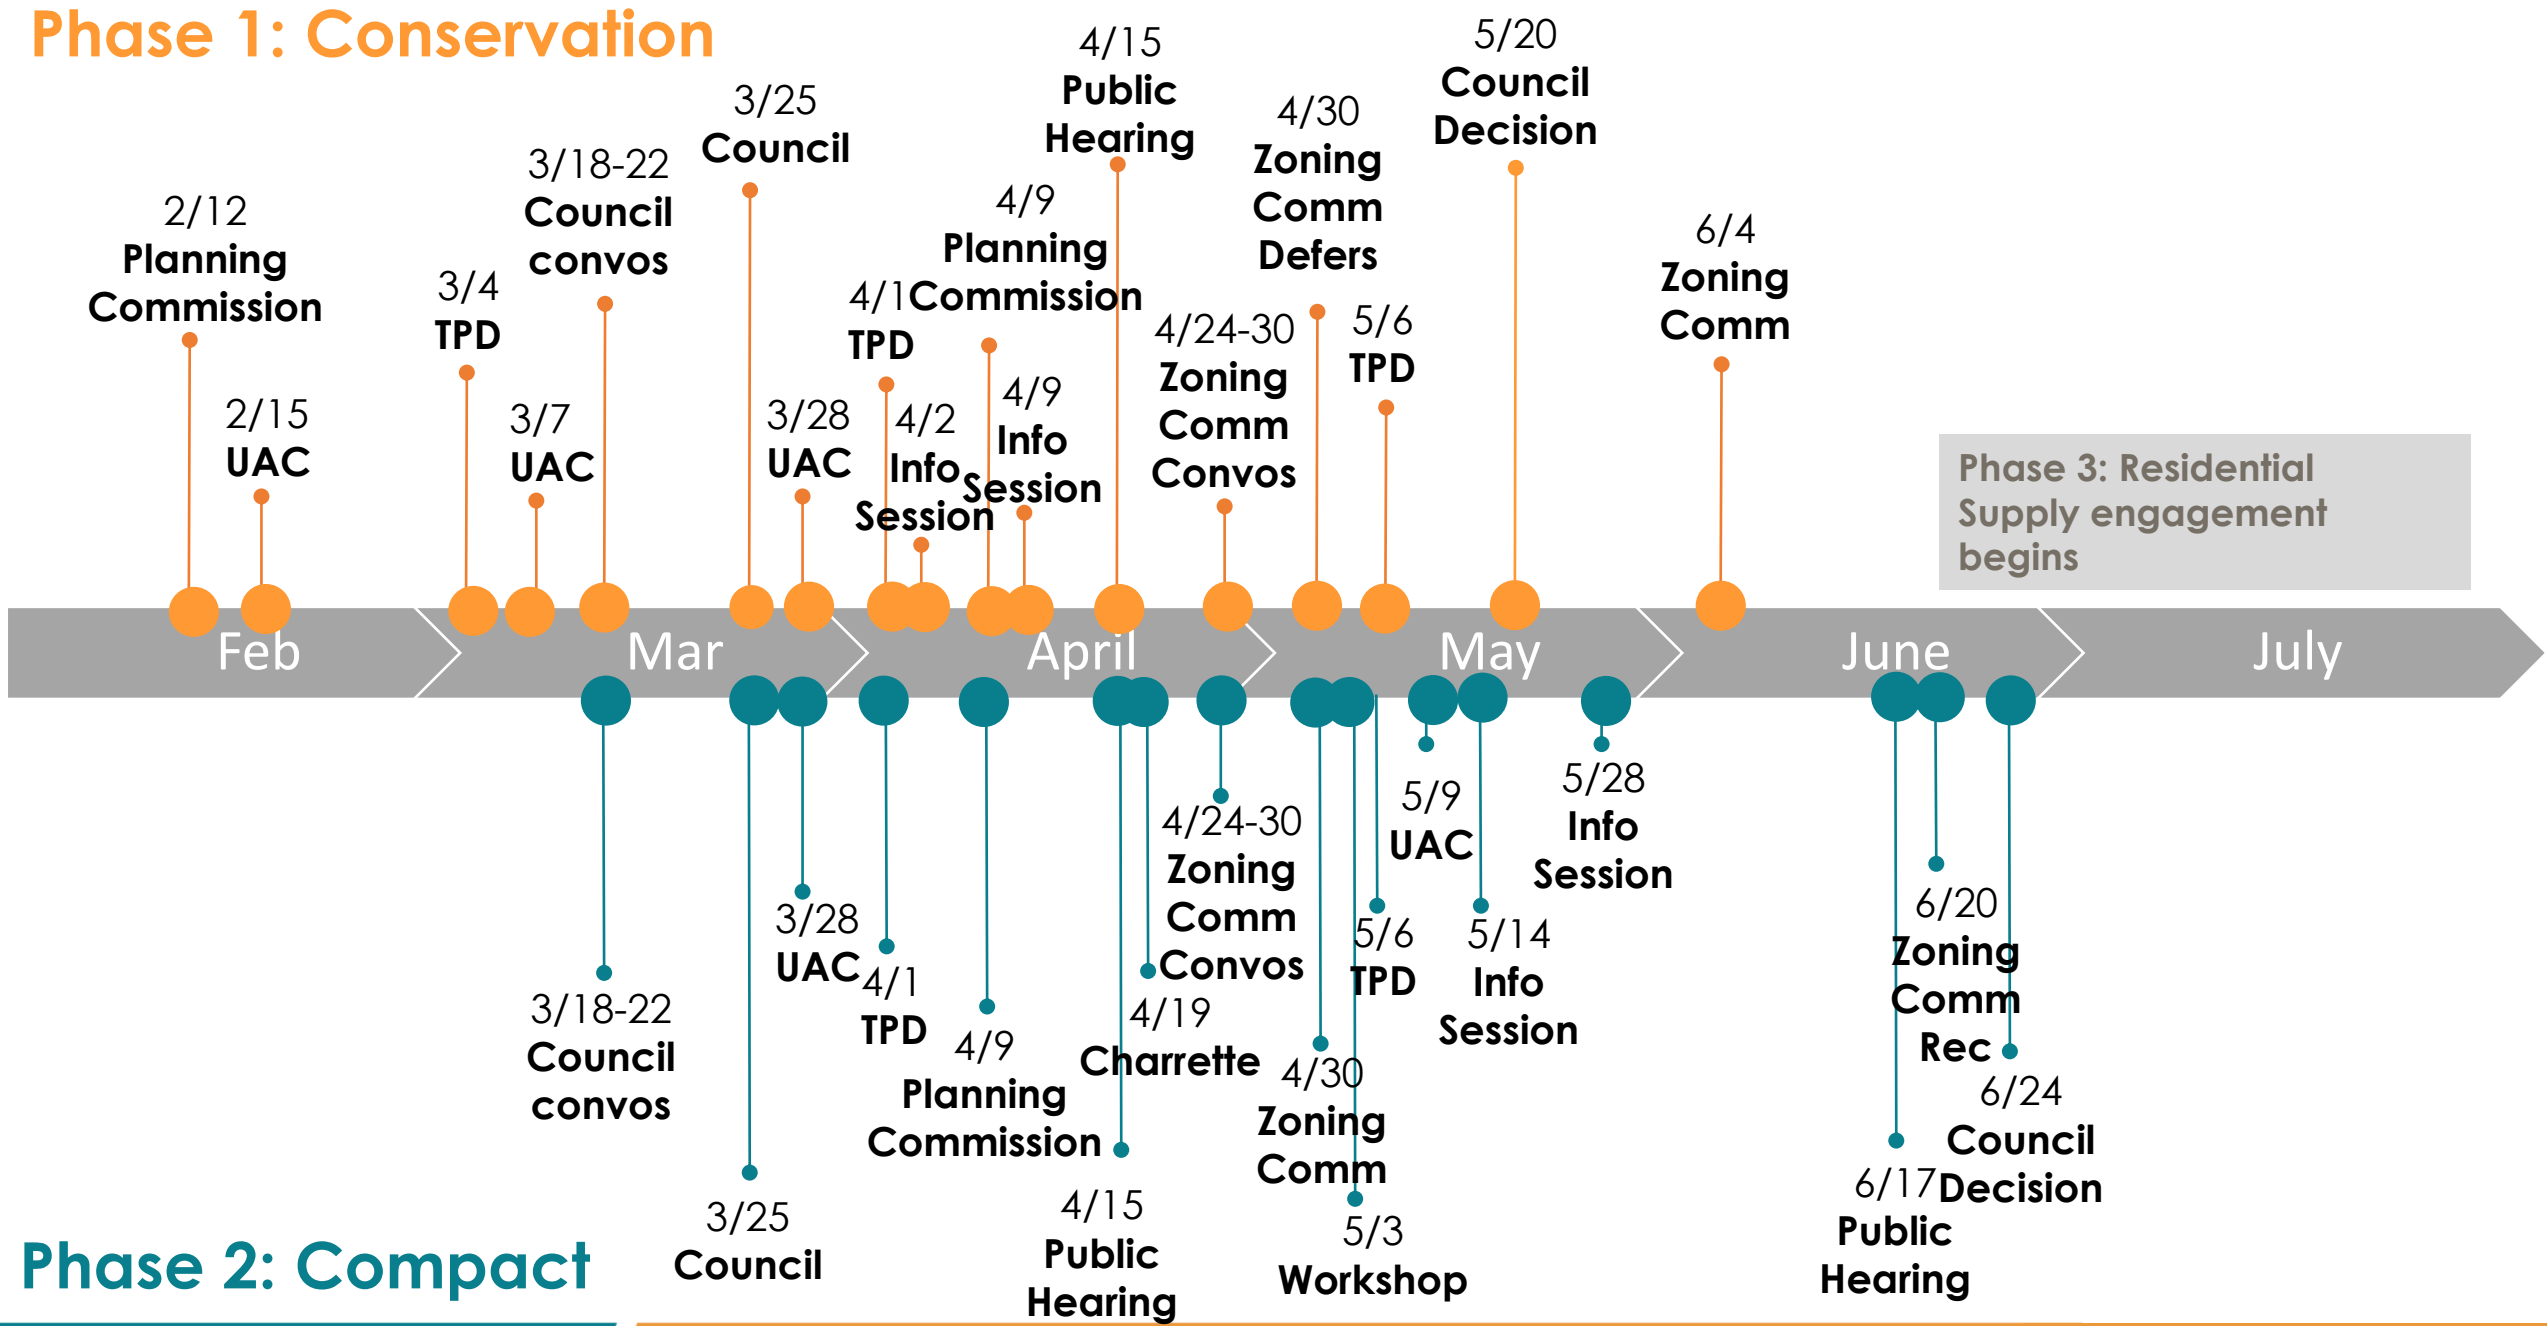 Phase 1: Conservation
2/12
Planning
Commission
2/15
UAC
3/4
TPD
3/7
UAC
3/18-22
Council
convos
3/25
Council
3/28
UAC
4/1
TPD
4/2
Info
Session
4/9
Planning
Commission
4/9
Info
Session
4/15
Public
Hearing
4/24-30
Zoning
Comm
Convos
4/30
Zoning
Comm
Defers
5/6
TPD
5/20
Council
Decision
6/4
Zoning
Comm
Phase 3: Residential
Supply engagement
begins
Feb
Mar
April
May
June
July
3/18-22
Council
convos
3/25
Council
3/28
UAC
4/1
TPD
4/9
Planning
Commission
4/15
Public
Hearing
4/19
Charrette
4/24-30
Zoning
Comm
Convos
4/30
Zoning
Comm
5/3
Workshop
5/6
TPD
5/9
UAC
5/14
Info
Session
5/28
Info
Session
6/17
Public
Hearing
6/20
Zoning
Comm
Rec
6/24
Council
Decision
Phase 2: Compact